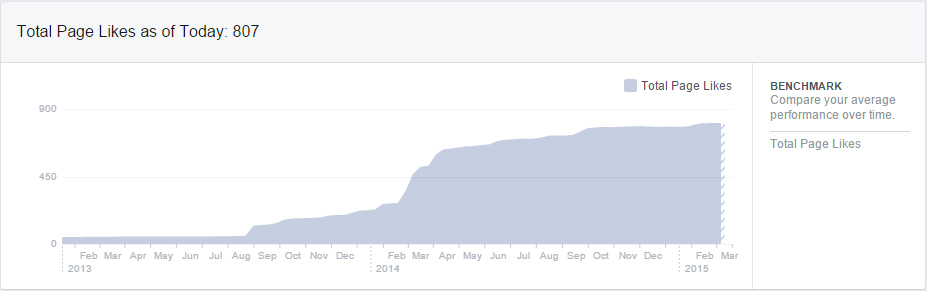 Total Page Likes as of Today: 807
Total Page Likes
BENCHMARK
Compare your average
performance over time.
Total Page Likes
900
450
0
Feb Mar Apr May Jun Jul Aug Sep Oct Nov Dec Feb Mar Apr May Jun Jul Aug Sep Oct Nov Dec Feb Mar
2013 2014 2015